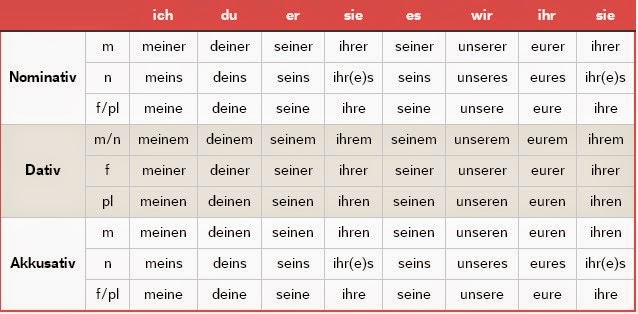 ich du er sie es wir ihr sie
m meiner deiner seiner ihrer seiner unserer eurer ihrer
Nominativ n meins deins seins ihr(e)s seins unseres eures ihr(e)s
f/pl meine deine seine ihre seine unsere eure ihre
m/n meinem deinem seinem ihrem seinem unserem eurem ihrem
Dativ f meiner deiner seiner ihrer seiner unserer eurer ihrer
pl meinen deinen seinen ihren seinen unseren euren ihren
m meinen deinen seinen ihren seinen unseren euren ihren
Akkusativ n meins deins seins ihr(e)s seins unseres eures ihr(e)s
f/pl meine deine seine ihre seine unsere eure ihre